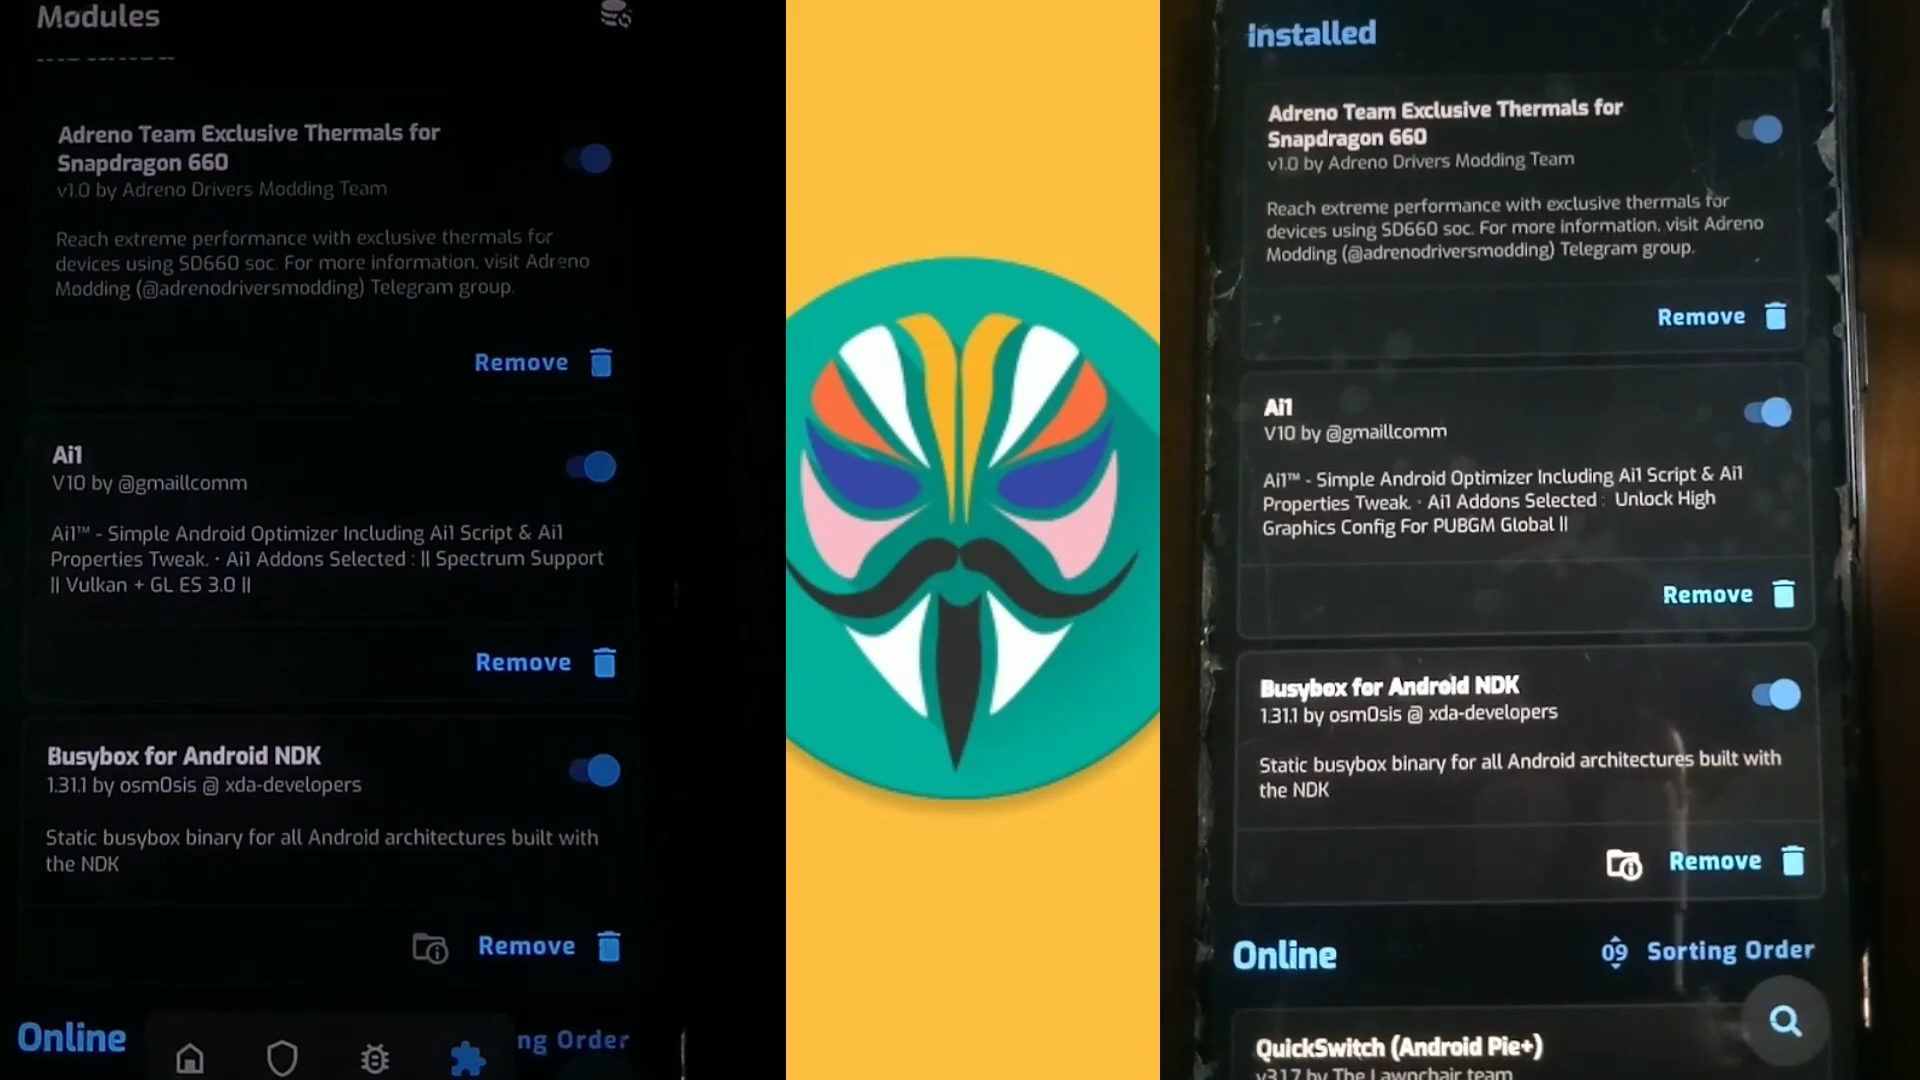 Modules
Adreno Team Exclusive Thermals for
Snapdragon 660
v1.0 by Adreno Drivers Modding Team
Reach extreme performance with exclusive thermals for
devices using SD660 soc. For more information, visit Adreno
Modding (@adrenodriversmodding) Telegram group.
Remove
Ai1
V10 by @gmaillcomm
Ai1™ - Simple Android Optimizer Including Ai1 Script & Ai1
Properties Tweak. • Ai1 Addons Selected : || Spectrum Support
|| Vulkan + GL ES 3.0 ||
Remove
Busybox for Android NDK
1.31.1 by osm0sis @ xda-developers
Static busybox binary for all Android architectures built with
the NDK
Remove
Online
ng Order
Installed
Adreno Team Exclusive Thermals for
Snapdragon 660
v1.0 by Adreno Drivers Modding Team
Reach extreme performance with exclusive thermals for
devices using SD660 soc. For more information, visit Adreno
Modding (@adrenodriversmodding) Telegram group.
Remove
Ai1
V10 by @gmaillcomm
Ai1™ - Simple Android Optimizer Including Ai1 Script & Ai1
Properties Tweak. • Ai1 Addons Selected : Unlock High
Graphics Config For PUBGM Global ||
Remove
Busybox for Android NDK
1.31.1 by osm0sis @ xda-developers
Static busybox binary for all Android architectures built with
the NDK
Remove
Online
09 Sorting Order
QuickSwitch (Android Pie+)
v3.1.7 by The Lawnchair team